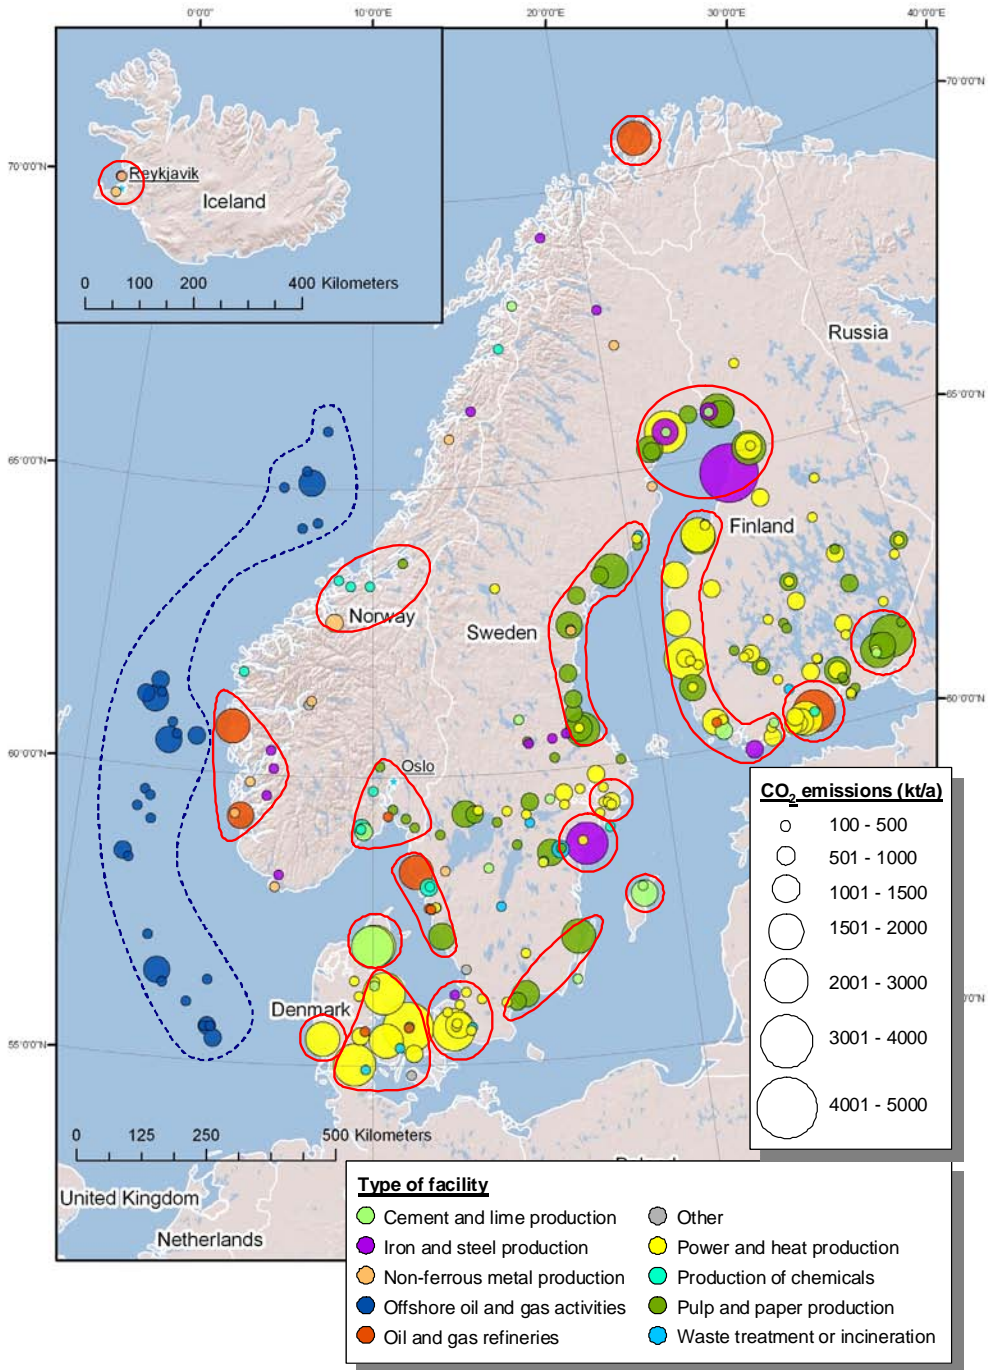 0°0'0"
10°0'0"E
20°0'0"E
30°0'0"E
40°0'0"E
70°0'0"N
70°0'0"N
Reykjavik
Iceland
0 100 200 400 Kilometers
Russia
65°0'0"N
65°0'0"N
Finland
Norway
Sweden
60°0'0"N
60°0'0"N
Oslo
Denmark
0'0"N
55°0'0"N
0 125 250 500 Kilometers
United Kingdom
Netherlands
CO2 emissions (kt/a)
100 - 500
501 - 1000
1001 - 1500
1501 - 2000
2001 - 3000
3001 - 4000
4001 - 5000
Type of facility
Cement and lime production
Iron and steel production
Non-ferrous metal production
Offshore oil and gas activities
Oil and gas refineries
Other
Power and heat production
Production of chemicals
Pulp and paper production
Waste treatment or incineration